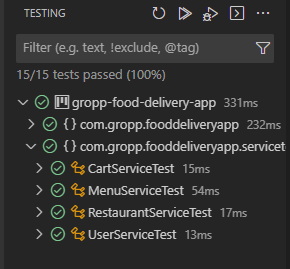 TESTING
Filter (e.g. text, !exclude, @tag)
15/15 tests passed (100%)
gropp-food-delivery-app 331ms
{} com.gropp.fooddeliveryapp 232ms
{} com.gropp.fooddeliveryapp.servicete
CartServiceTest 15ms
MenuServiceTest 54ms
RestaurantServiceTest 17ms
UserServiceTest 13ms